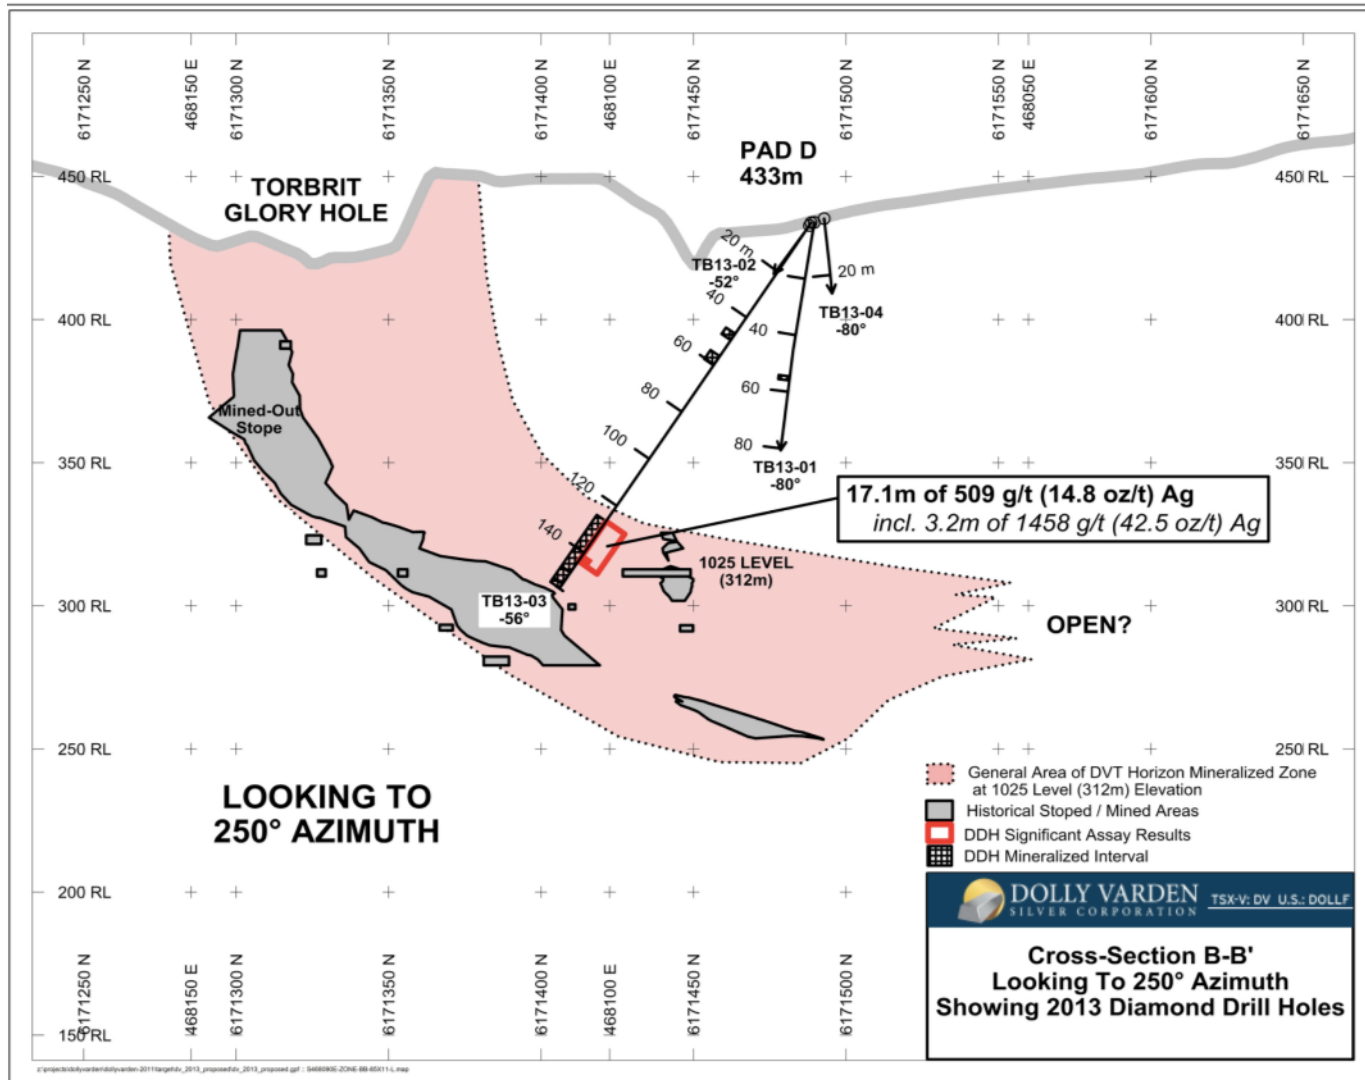 6171250 N
468150 E
6171300 N
6171350 N
6171400 N
468100 E
6171450 N
6171500 N
6171550 N
468050 E
6171600 N
6171650 N
PAD D
433m
450 RL
450 RL
TORBRIT
GLORY HOLE
20 m
TB13-02
-52°
20 m
40
TB13-04
-80°
400 RL
400 RL
40
60
60
80
Mined-Out
Stope
100
80
350 RL
350 RL
TB13-01
-80°
120
17.1m of 509 g/t (14.8 oz/t) Ag
incl. 3.2m of 1458 g/t (42.5 oz/t) Ag
140
1025 LEVEL
(312m)
TB13-03
-56°
300 RL
300 RL
OPEN?
250 RL
250 RL
LOOKING TO
250° AZIMUTH
General Area of DVT Horizon Mineralized Zone
at 1025 Level (312m) Elevation
Historical Stoped / Mined Areas
DDH Significant Assay Results
DDH Mineralized Interval
200 RL
DOLLY VARDEN
SILVER CORPORATION
TSX-V: DV U.S.: DOLLF
Cross-Section B-B'
Looking To 250° Azimuth
Showing 2013 Diamond Drill Holes
6171250 N
468150 E
6171300 N
6171350 N
6171400 N
468100 E
6171450 N
6171500 N
150 RL